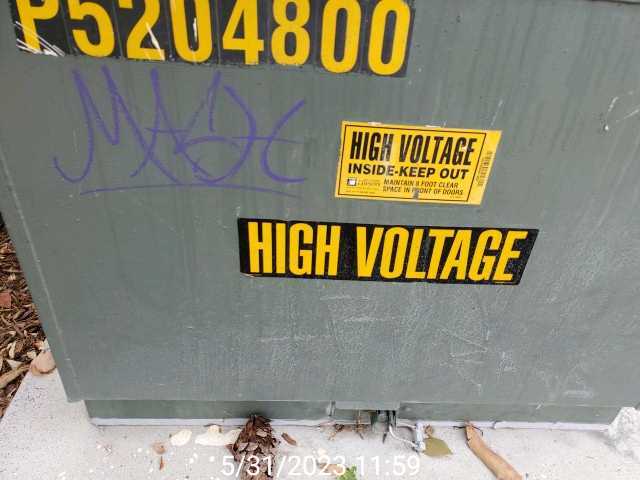 P5204800
HIGH VOLTAGE
INSIDE-KEEP OUT
MAINTAIN 8 FOOT CLEAR
SPACE IN FRONT OF DOORS
HIGH VOLTAGE
5/31/2023 11:59